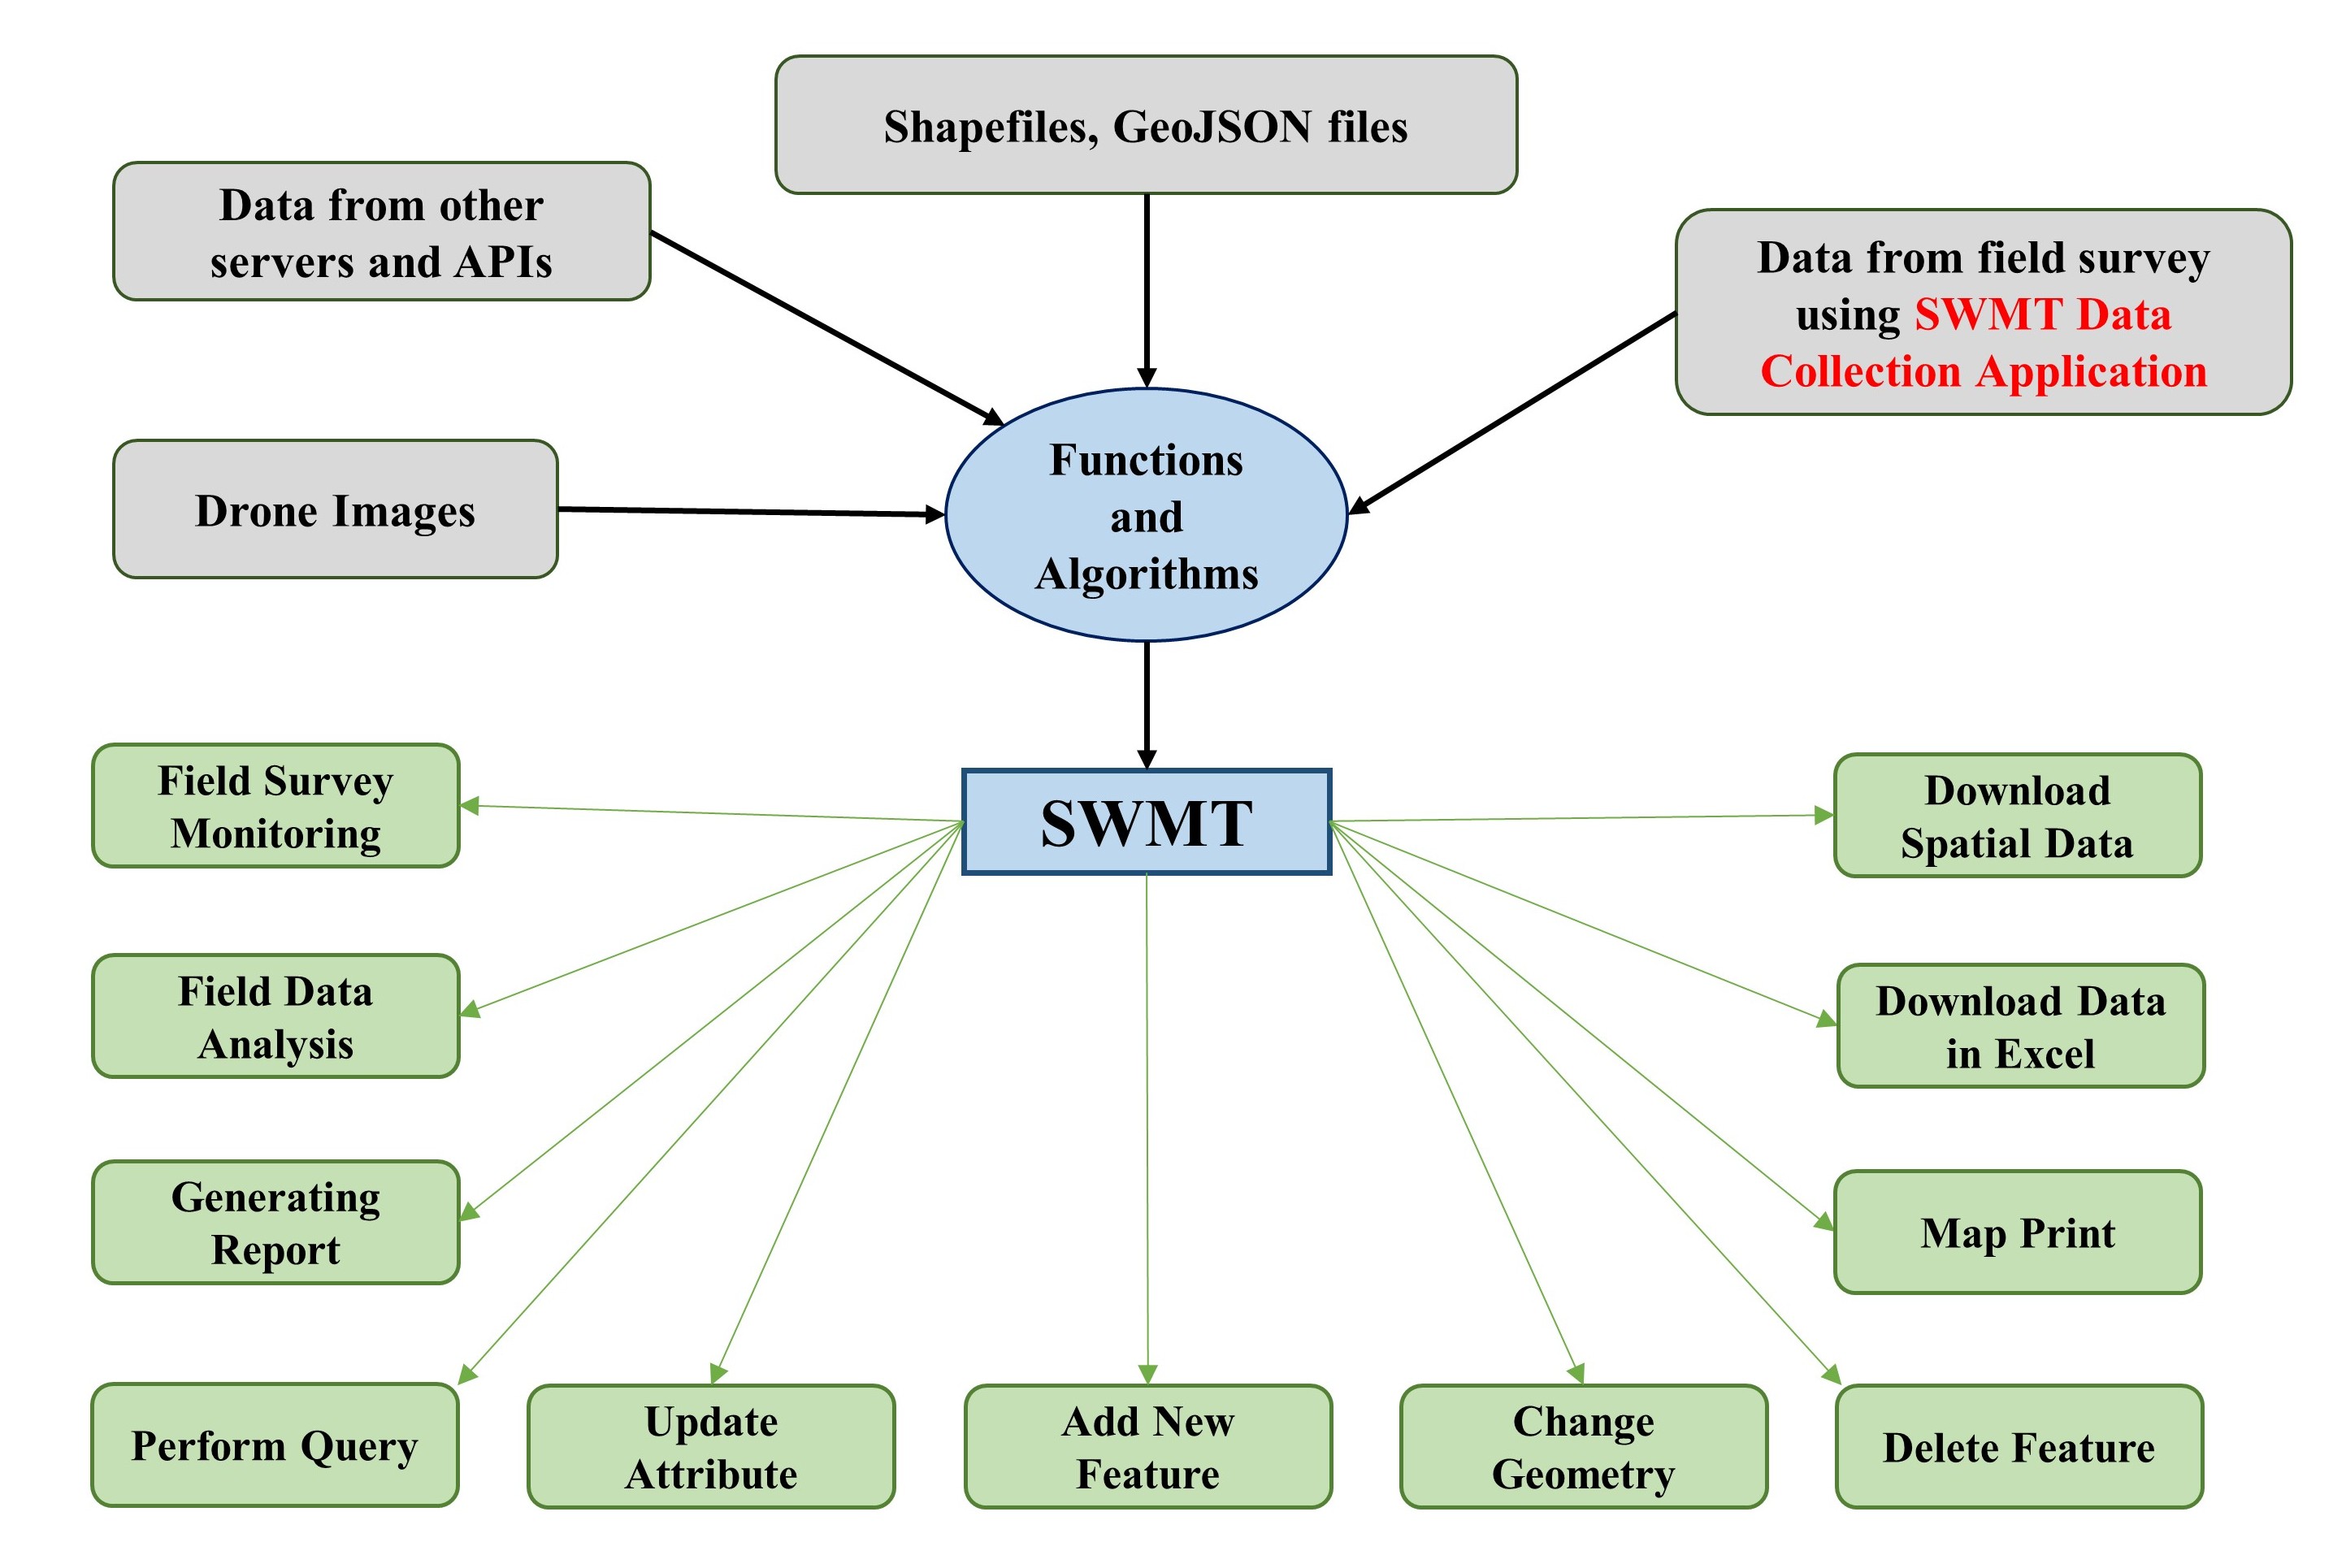 Shapefiles, GeoJSON files
Data from other
servers and APIs
Data from field survey
using SWMT Data
Collection Application
Drone Images
Functions
and
Algorithms
SWMT
Field Survey
Monitoring
Download
Spatial Data
Field Data
Analysis
Download Data
in Excel
Generating
Report
Map Print
Perform Query
Update
Attribute
Add New
Feature
Change
Geometry
Delete Feature